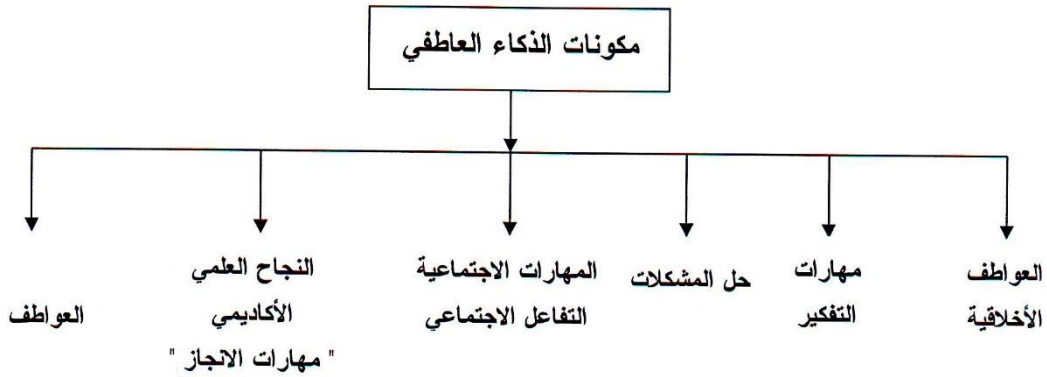 مكونات الذكاء العاطفي
العواطف
الأخلاقية
مهارات
التفكير
حل المشكلات
المهارات الاجتماعية
التفاعل الاجتماعي
النجاح العلمي
الأكاديمي
" مهارات الانجاز "
العواطف